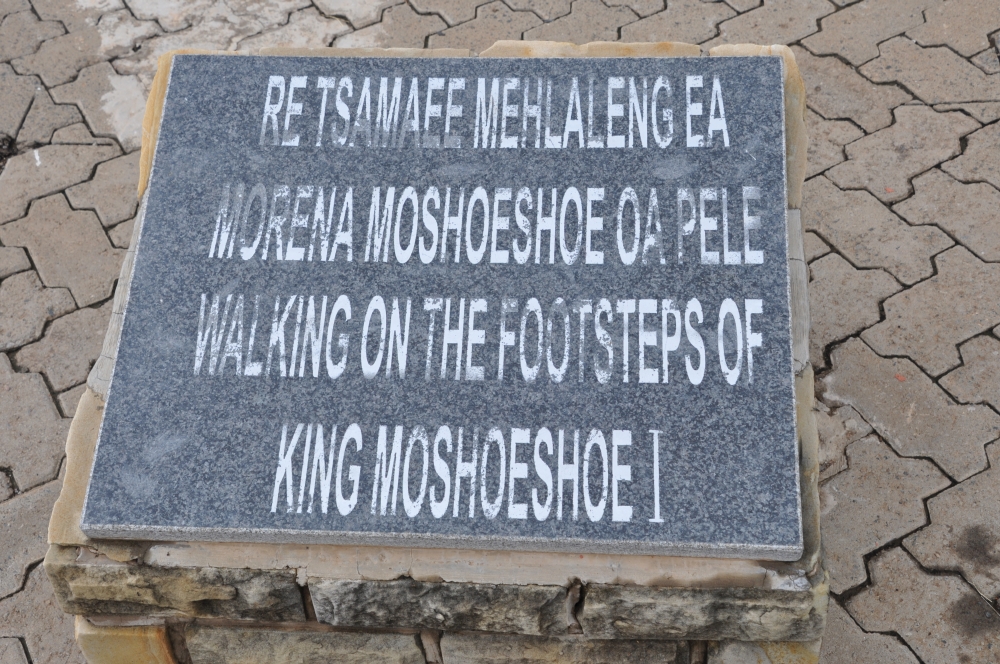 RE TSAMAEE MEHLALENG EA
MORENA MOSHOESHOE OA PELE
WALKING ON THE FOOTSTEPS OF
KING MOSHOESHOE I